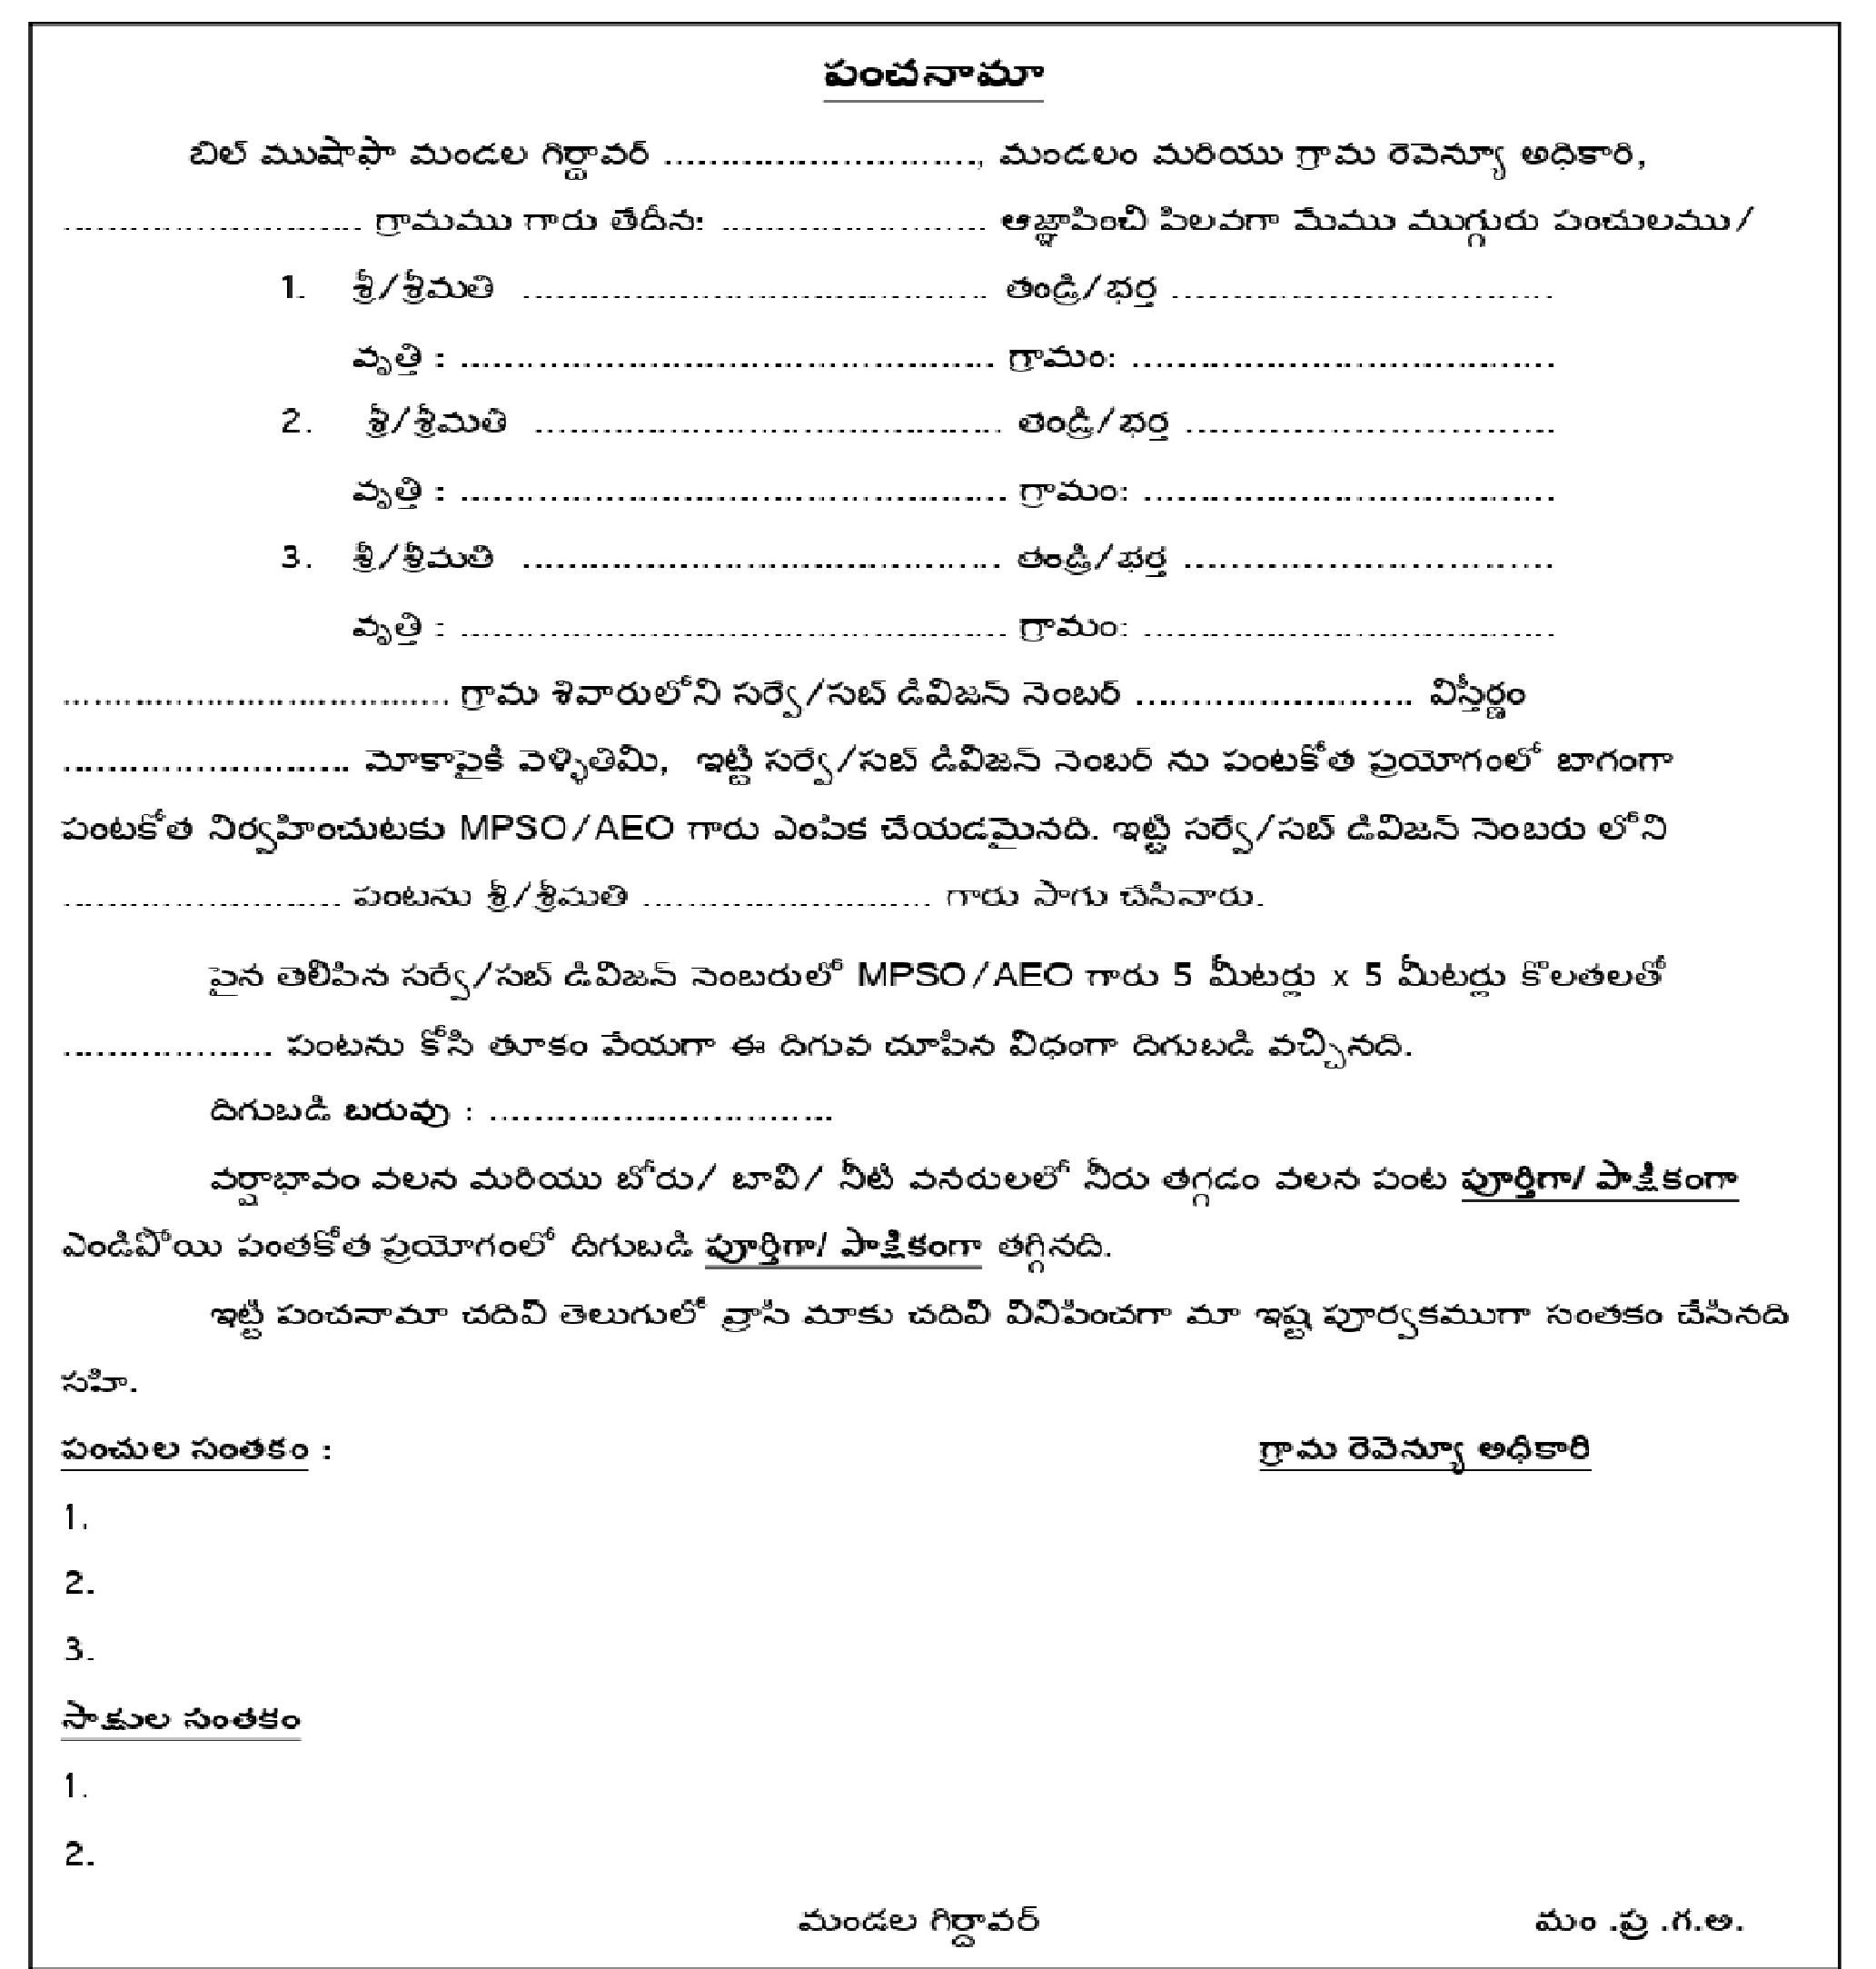 పంచనామా
బిల్ ముషాఫా మండల గిర్దావర్ ............................, మండలం మరియు గ్రామ రెవెన్యూ అధికారి,
........................... గ్రామము గారు తేదీన: ........................ ఆజ్ఞాపించి పిలవగా మేము ముగ్గురు పంచులము/
1. శ్రీ/శ్రీమతి .......................................... తండ్రి/భర్త ..................................
వృత్తి : ................................................ గ్రామం: ......................................
2. శ్రీ/శ్రీమతి .......................................... తండ్రి/భర్త .................................
వృత్తి : ................................................. గ్రామం: .....................................
3. శ్రీ/శ్రీమతి ........................................... తండ్రి/భర్త .................................
వృత్తి : ................................................. గ్రామం: .....................................
................................... గ్రామ శివారులోని సర్వే/సబ్ డివిజన్ నెంబర్ ......................... విస్తీర్ణం
.......................... మోకాపైకి వెళ్ళితిమి, ఇట్టి సర్వే/సబ్ డివిజన్ నెంబర్ ను పంటకోత ప్రయోగంలో బాగంగా
పంటకోత నిర్వహించుటకు MPSO/AEO గారు ఎంపిక చేయడమైనది. ఇట్టి సర్వే/సబ్ డివిజన్ నెంబరు లోని
......................... పంటను శ్రీ/శ్రీమతి .......................... గారు సాగు చేసినారు.
పైన తెలిపిన సర్వే/సబ్ డివిజన్ నెంబరులో MPSO/AEO గారు 5 మీటర్లు x 5 మీటర్లు కొలతలతో
................... పంటను కోసి తూకం వేయగా ఈ దిగువ చూపిన విధంగా దిగుబడి వచ్చినది.
దిగుబడి బరువు : ...............................
వర్షాభావం వలన మరియు బోరు/ బావి/ నీటి వనరులలో నీరు తగ్గడం వలన పంట పూర్తిగా/ పాక్షికంగా
ఎండిపోయి పంతకోత ప్రయోగంలో దిగుబడి పూర్తిగా/ పాక్షికంగా తగ్గినది.
ఇట్టి పంచనామా చదివి తెలుగులో వ్రాసి మాకు చదివి వినిపించగా మా ఇష్ట పూర్వకముగా సంతకం చేసినది
సహి.
పంచుల సంతకం : గ్రామ రెవెన్యూ అధికారి
1.
2.
3.
సాక్షుల సంతకం
1.
2.
మండల గిర్దావర్ మం .ప్ర .గ.అ.